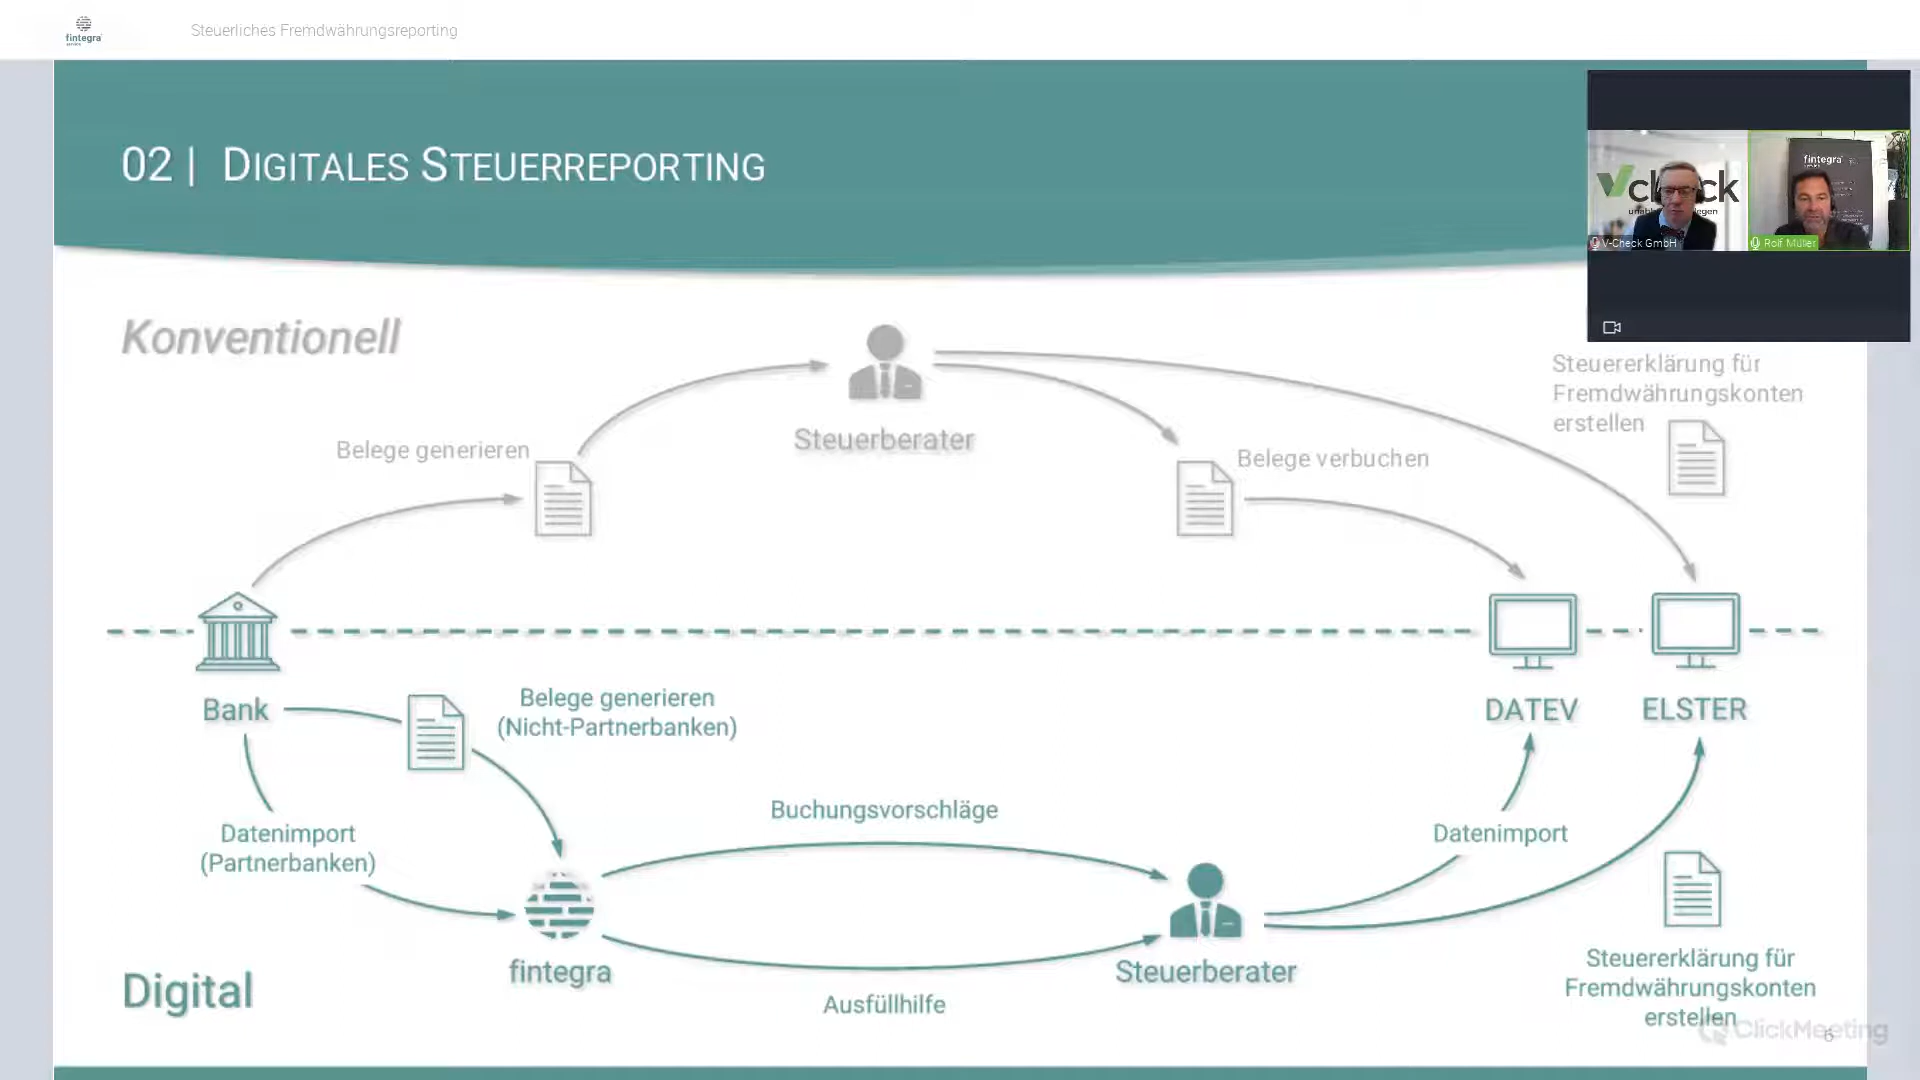 fintegra
Steuerliches Fremdwährungsreporting
02 | DIGITALES STEUERREPORTING
fintegra
V-Check GmbH
Rolf Müller
Konventionell
Steuererklärung für
Fremdwährungskonten
erstellen
Steuerberater
Belege generieren
Belege verbuchen
Bank
DATEV
ELSTER
Belege generieren
(Nicht-Partnerbanken)
Buchungsvorschläge
Datenimport
(Partnerbanken)
Datenimport
fintegra
Steuerberater
Digital
Ausfüllhilfe
Steuererklärung für
Fremdwährungskonten
erstellen
ClickMeeting
6